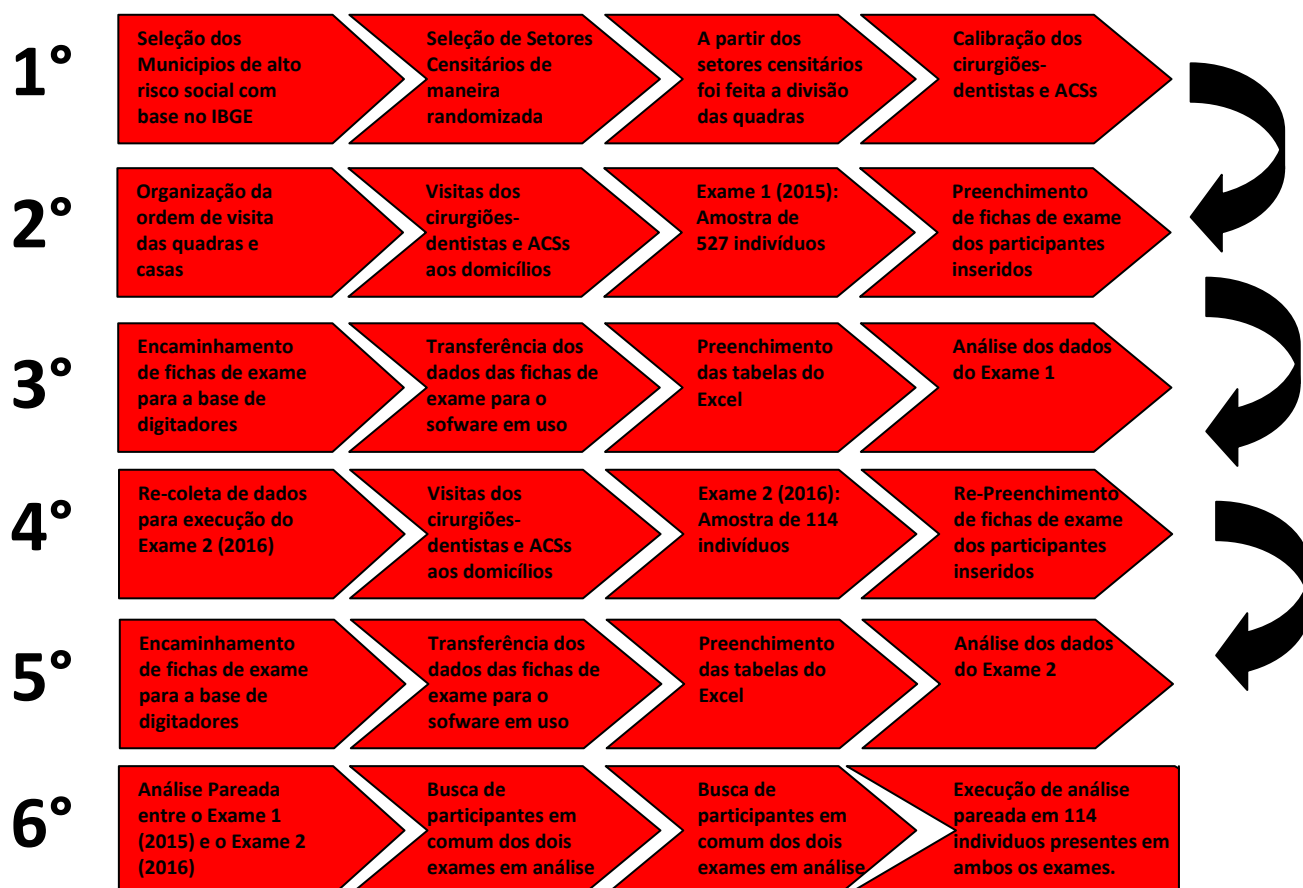 1°
Seleção dos
Municipios de alto
risco social com
base no IBGE
Seleção de Setores
Censitários de
maneira
randomizada
A partir dos
setores censitários
foi feita a divisão
das quadras
Calibração dos
cirurgiões-
dentistas e ACSs
2°
Organização da
ordem de visita
das quadras e
casas
Visitas dos
cirurgiões-
dentistas e ACSs
aos domicílios
Exame 1 (2015):
Amostra de
527 indivíduos
Preenchimento
de fichas de exame
dos participantes
inseridos
3°
Encaminhamento
de fichas de exame
para a base de
digitadores
Transferência dos
dados das fichas de
exame para o
sofware em uso
Preenchimento
das tabelas do
Excel
Análise dos dados
do Exame 1
4°
Re-coleta de dados
para execução do
Exame 2 (2016)
Visitas dos
cirurgiões-
dentistas e ACSs
aos domicílios
Exame 2 (2016):
Amostra de 114
indivíduos
Re-Preenchimento
de fichas de exame
dos participantes
inseridos
5°
Encaminhamento
de fichas de exame
para a base de
digitadores
Transferência dos
dados das fichas de
exame para o
sofware em uso
Preenchimento
das tabelas do
Excel
Análise dos dados
do Exame 2
6°
Análise Pareada
entre o Exame 1
(2015) e o Exame 2
(2016)
Busca de
participantes em
comum dos dois
exames em análise
Busca de
participantes em
comum dos dois
exames em análise
Execução de análise
pareada em 114
individuos presentes em
ambos os exames.